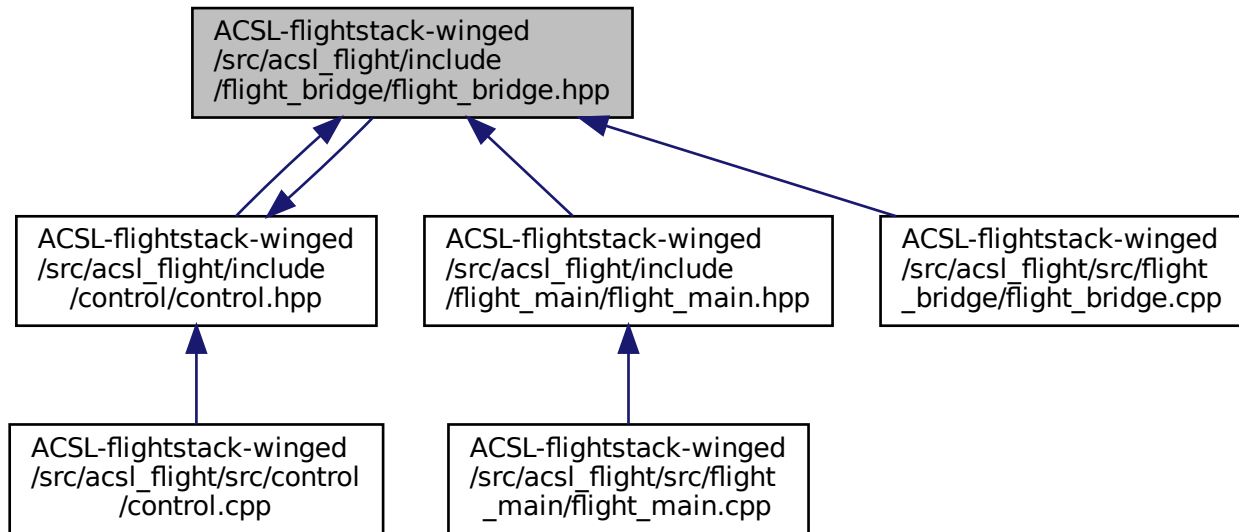 ACSL-flightstack-winged
/src/acsl_flight/include
/flight_bridge/flight_bridge.hpp
ACSL-flightstack-winged
/src/acsl_flight/include
/control/control.hpp
ACSL-flightstack-winged
/src/acsl_flight/include
/flight_main/flight_main.hpp
ACSL-flightstack-winged
/src/acsl_flight/src/flight
_bridge/flight_bridge.cpp
ACSL-flightstack-winged
/src/acsl_flight/src/control
/control.cpp
ACSL-flightstack-winged
/src/acsl_flight/src/flight
_main/flight_main.cpp